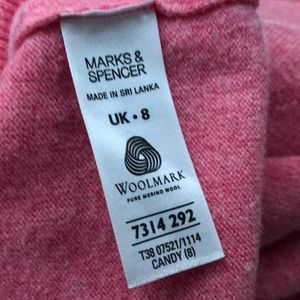 MARKS &
SPENCER
MADE IN SRI LANKA
UK • 8
WOOLMARK
PURE MERINO WOOL
7314 292
T38 07521/1114
CANDY (8)